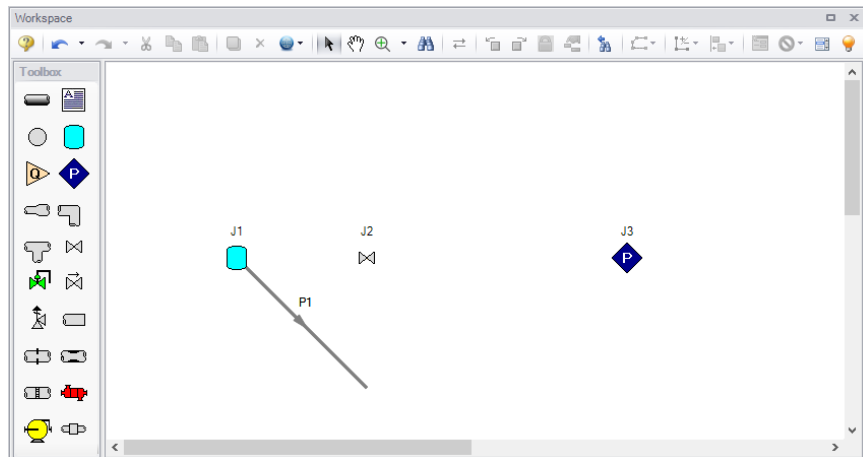 Workspace
Toolbox
A
Q P
J1 J2 J3
P
P1